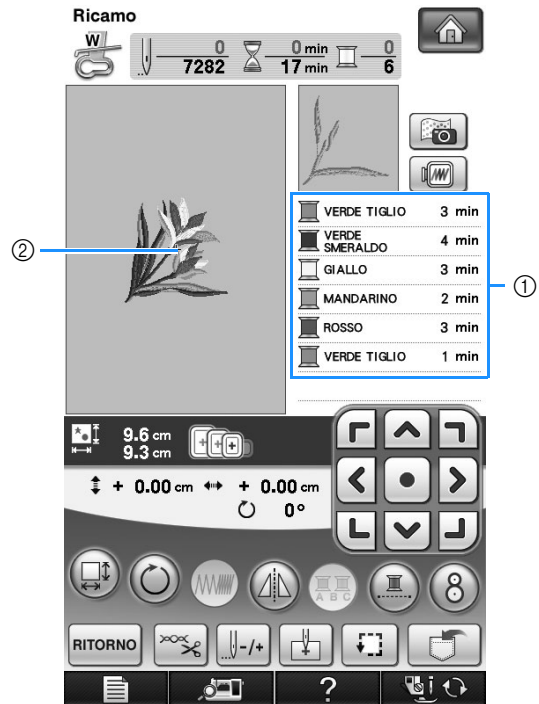 Ricamo
W
0
7282
0 min
17 min
0
6
VERDE TIGLIO 3 min
VERDE
SMERALDO 4 min
GIALLO 3 min
MANDARINO 2 min
ROSSO 3 min
VERDE TIGLIO 1 min
①
②
9.6 cm
9.3 cm
+ 0.00 cm + 0.00 cm
0°
A B C
8
RITORNO
-/+
?